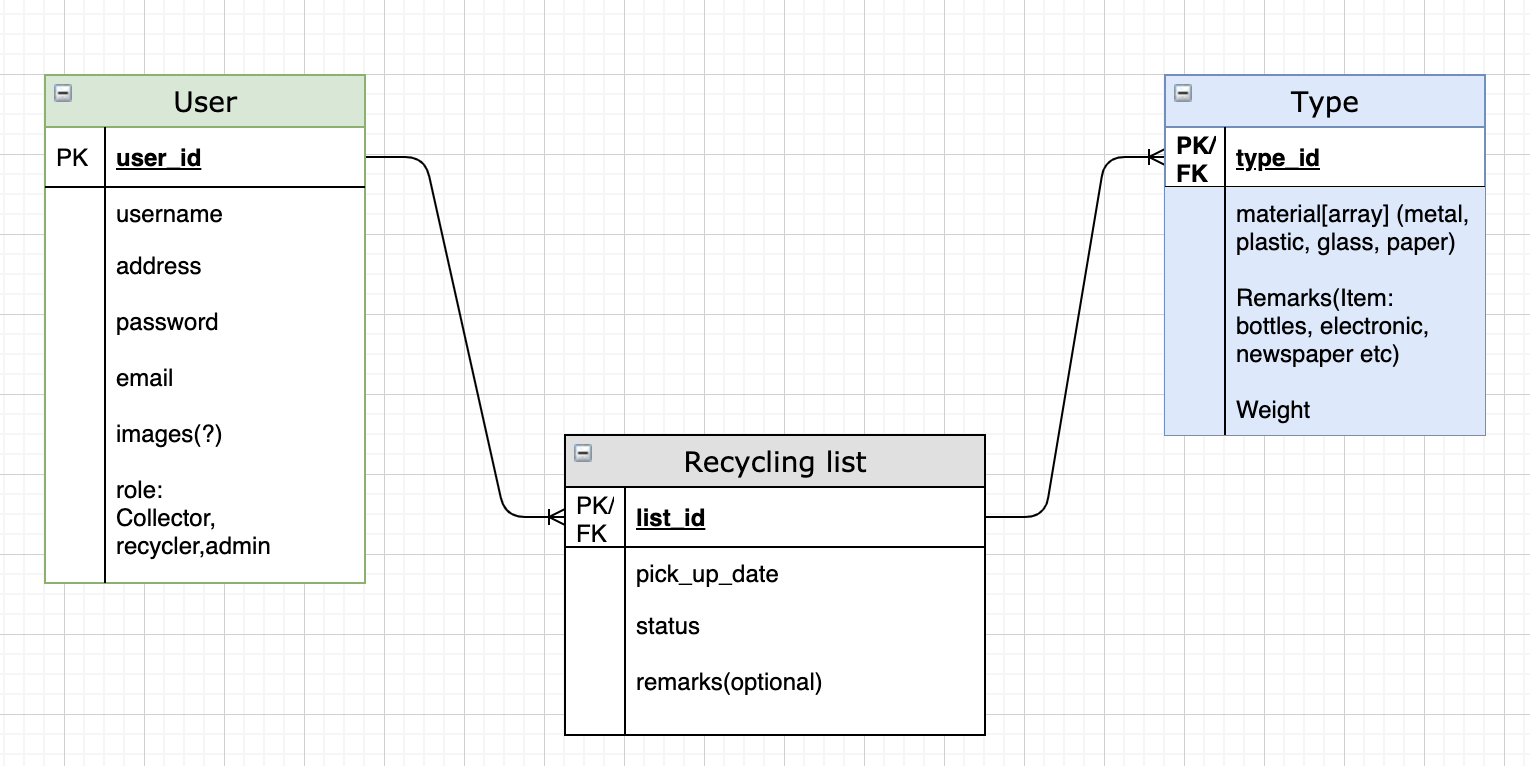 User
PK
user_id
username
address
password
email
images(?)
role:
Collector,
recycler,admin
Recycling list
PK/
FK
list_id
pick_up_date
status
remarks(optional)
Type
PK/
FK
type_id
material[array] (metal,
plastic, glass, paper)
Remarks(Item:
bottles, electronic,
newspaper etc)
Weight